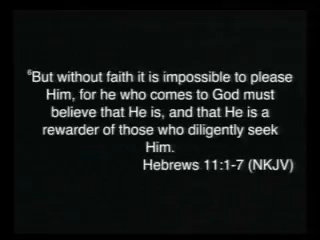 ⁶But without faith it is impossible to please
Him, for he who comes to God must
believe that He is, and that He is a
rewarder of those who diligently seek
Him.
Hebrews 11:1-7 (NKJV)